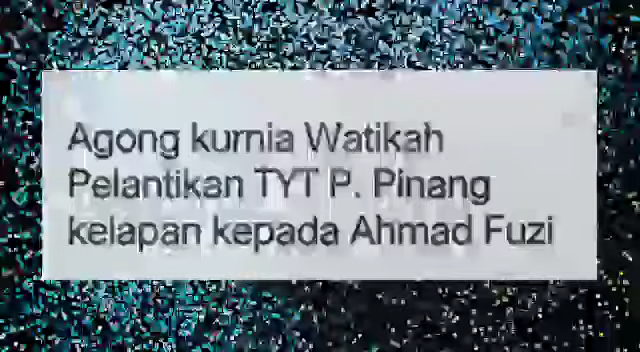 Agong kurnia Watikah
Pelantikan TYT P. Pinang
kelapan kepada Ahmad Fuzi